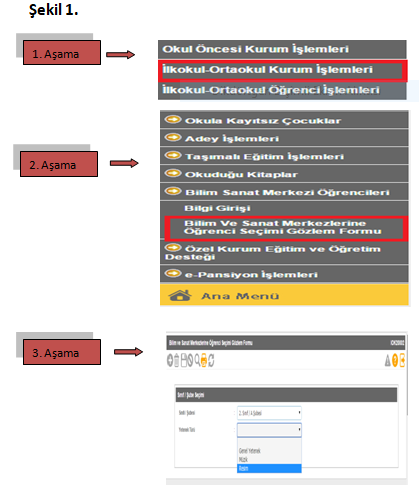 Şekil 1.
1. Aşama
Okul Öncesi Kurum İşlemleri
İlkokul-Ortaokul Kurum İşlemleri
İlkokul-Ortaokul Öğrenci İşlemleri
2. Aşama
Okula Kayıtsız Çocuklar
Adey İşlemleri
Taşımalı Eğitim İşlemleri
Okuduğu Kitaplar
Bilim Sanat Merkezi Öğrencileri
Bilgi Girişi
Bilim Ve Sanat Merkezlerine
Öğrenci Seçimi Gözlem Formu
Özel Kurum Eğitim ve Öğretim
Desteği
e-Pansiyon İşlemleri
Ana Menü
3. Aşama
Bilim ve Sanat Merkezlerine Öğrenci Seçimi Gözlem Formu
Sınıf / Şube Seçimi
2. Sınıf / A Şubesi
Yetenek Türü
Genel Yetenek
Müzik
Resim